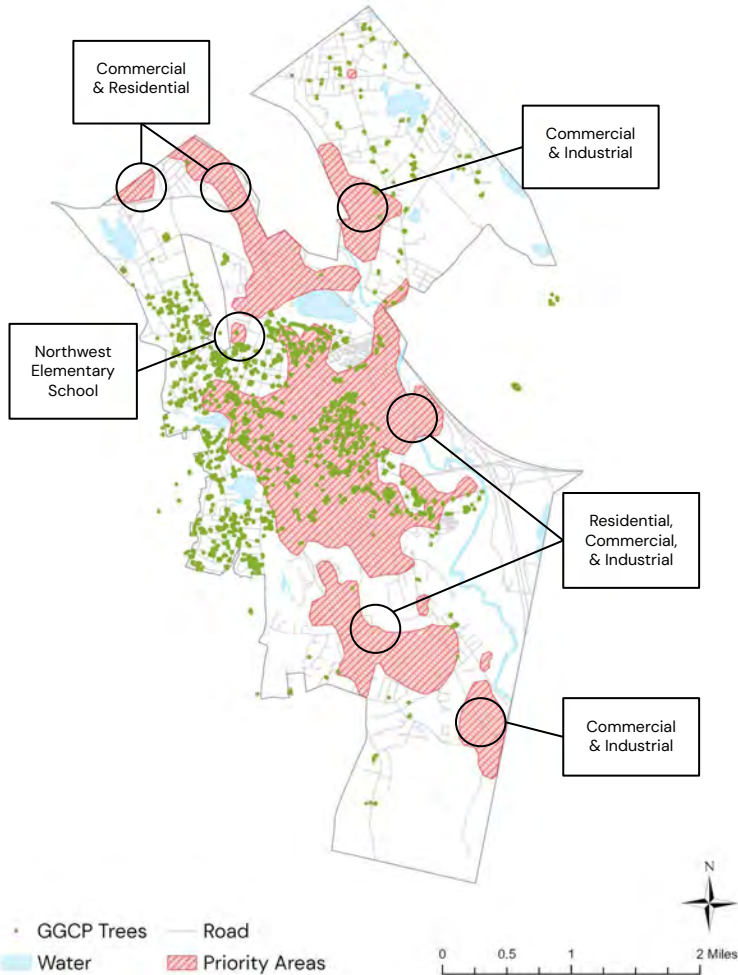 Commercial
& Residential
Commercial
& Industrial
Northwest
Elementary
School
Residential,
Commercial,
& Industrial
Commercial
& Industrial
N
GGCP Trees
Road
Water
Priority Areas
0 0.5 1 2 Miles